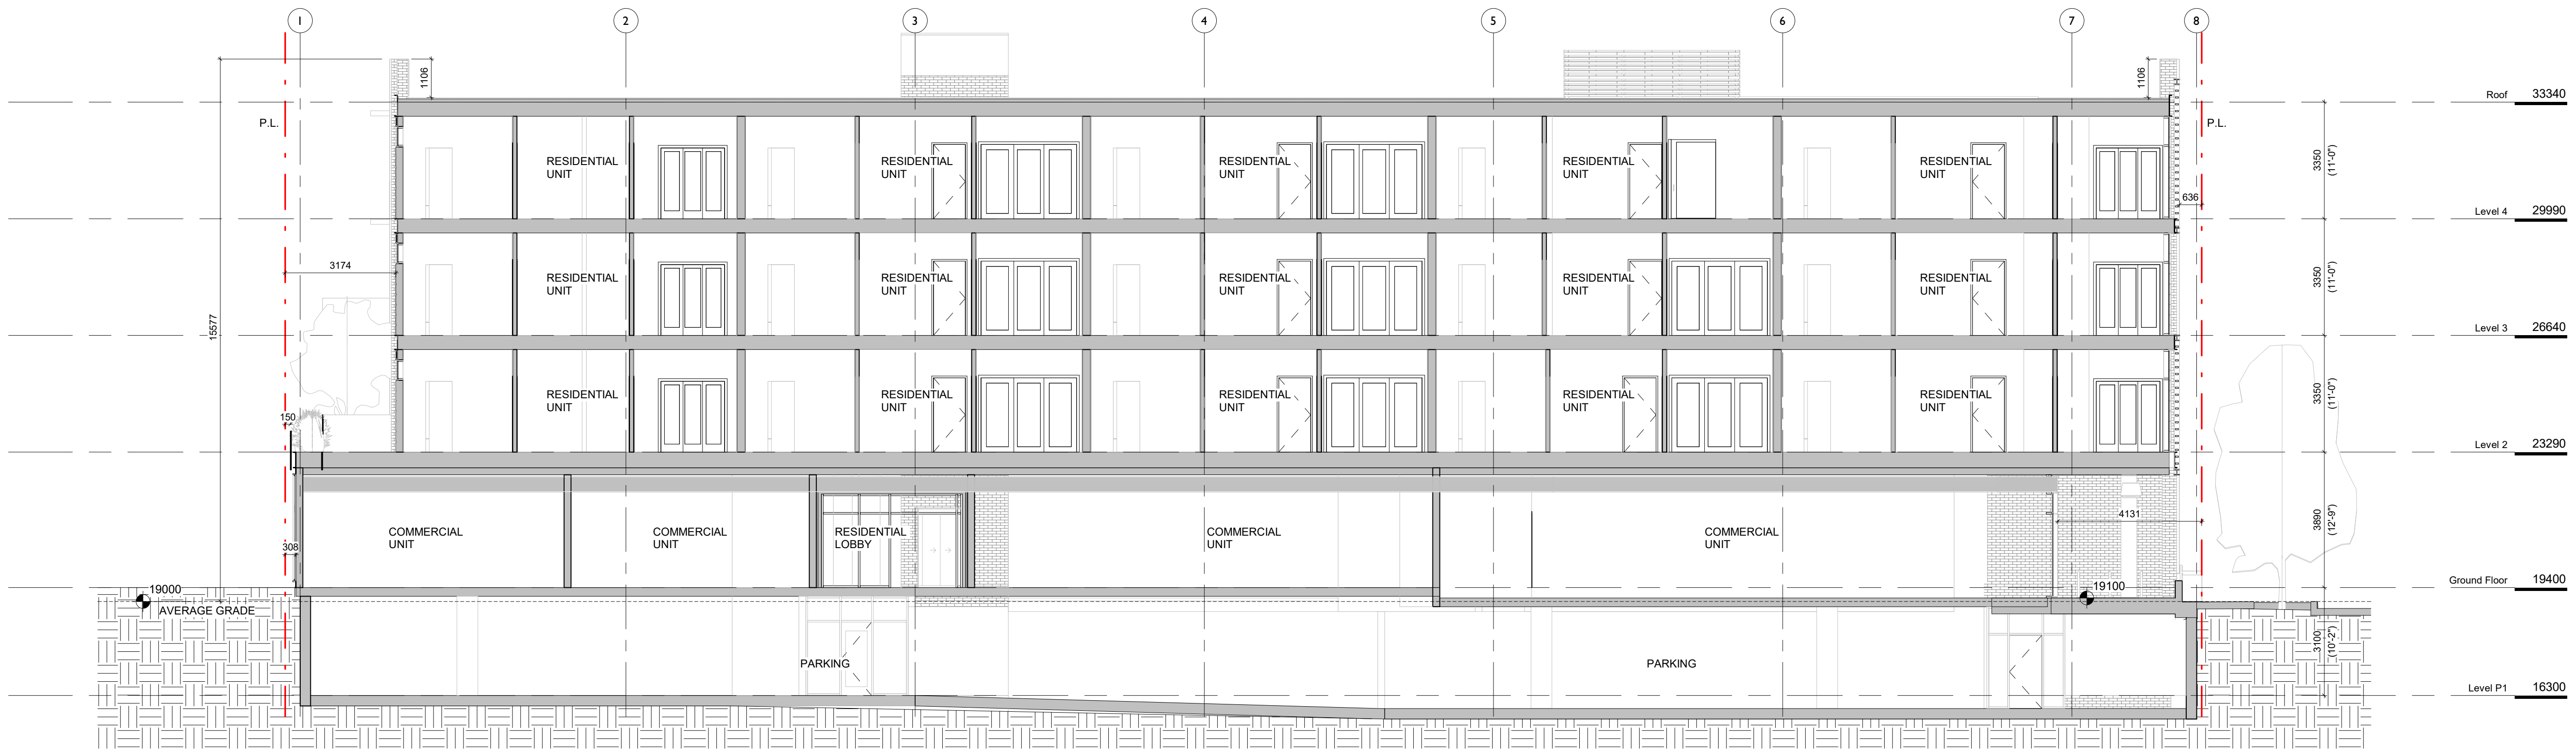 1 2 3 4 5 6 7 8
1106 1106
Roof 33340
P.L. P.L.
RESIDENTIAL
UNIT
RESIDENTIAL
UNIT
RESIDENTIAL
UNIT
RESIDENTIAL
UNIT
RESIDENTIAL
UNIT
3350
(11'-0")
636
Level 4 29990
3174
RESIDENTIAL
UNIT
RESIDENTIAL
UNIT
RESIDENTIAL
UNIT
RESIDENTIAL
UNIT
RESIDENTIAL
UNIT
3350
(11'-0")
15577
Level 3 26640
RESIDENTIAL
UNIT
RESIDENTIAL
UNIT
RESIDENTIAL
UNIT
RESIDENTIAL
UNIT
RESIDENTIAL
UNIT
3350
(11'-0")
150
Level 2 23290
4131
COMMERCIAL
UNIT
COMMERCIAL
UNIT
RESIDENTIAL
LOBBY
COMMERCIAL
UNIT
COMMERCIAL
UNIT
3890
(12'-9")
308
Ground Floor 19400
19000
AVERAGE GRADE
19100
3100
(10'-2")
PARKING
PARKING
Level P1 16300